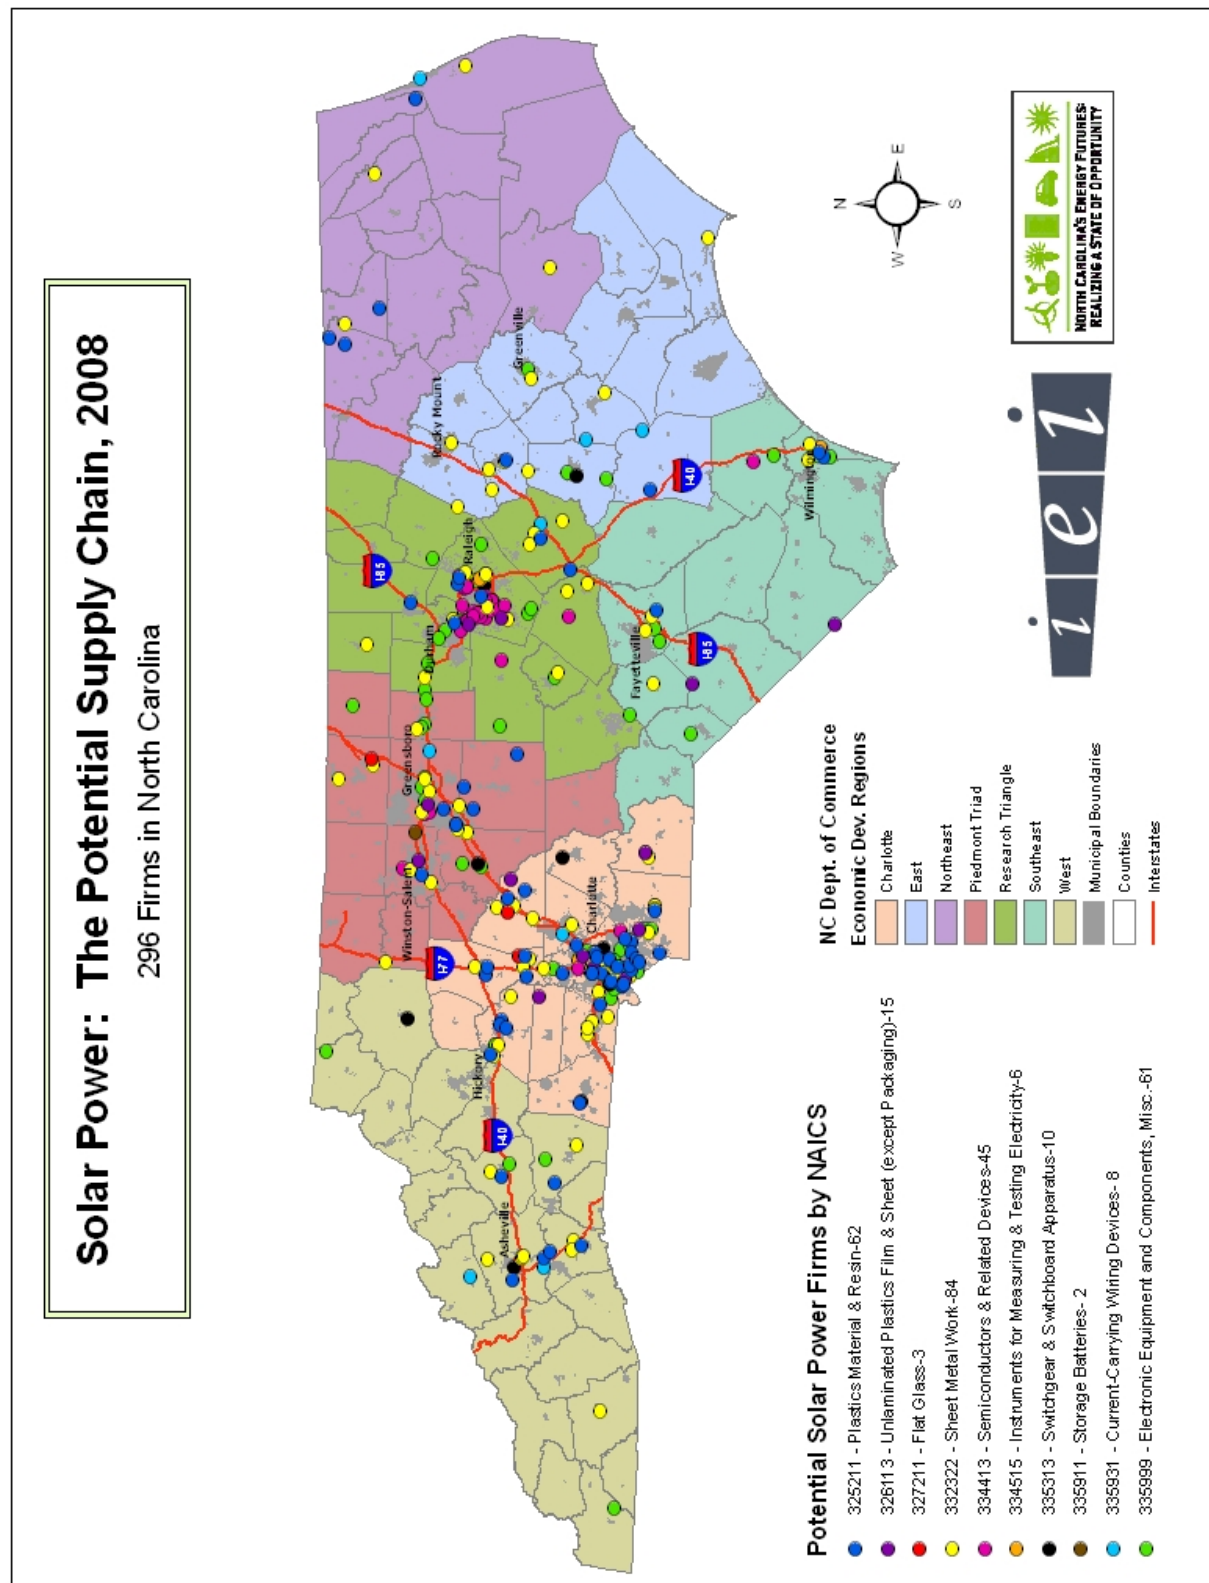 Solar Power: The Potential Supply Chain, 2008
296 Firms in North Carolina
I-77
I-85
I-40
I-40
I-85
Winston-Salem
Greensboro
Durham
Raleigh
Rocky Mount
Greenville
Hickory
Asheville
Charlotte
Fayetteville
Wilmington
N
W
E
S
Potential Solar Power Firms by NAICS
325211 - Plastics Material & Resin-62
326113 - Unlaminated Plastics Film & Sheet (except Packaging)-15
327211 - Flat Glass-3
332322 - Sheet Metal Work-84
334413 - Semiconductors & Related Devices-45
334515 - Instruments for Measuring & Testing Electricity-6
335313 - Switchgear & Switchboard Apparatus-10
335911 - Storage Batteries- 2
335931 - Current-Carrying Wiring Devices- 8
335999 - Electronic Equipment and Components, Misc.-61
NC Dept. of Commerce
Economic Dev. Regions
Charlotte
East
Northeast
Piedmont Triad
Research Triangle
Southeast
West
Municipal Boundaries
Counties
Interstates
i e i
NORTH CAROLINA'S ENERGY FUTURES:
REALIZING A STATE OF OPPORTUNITY